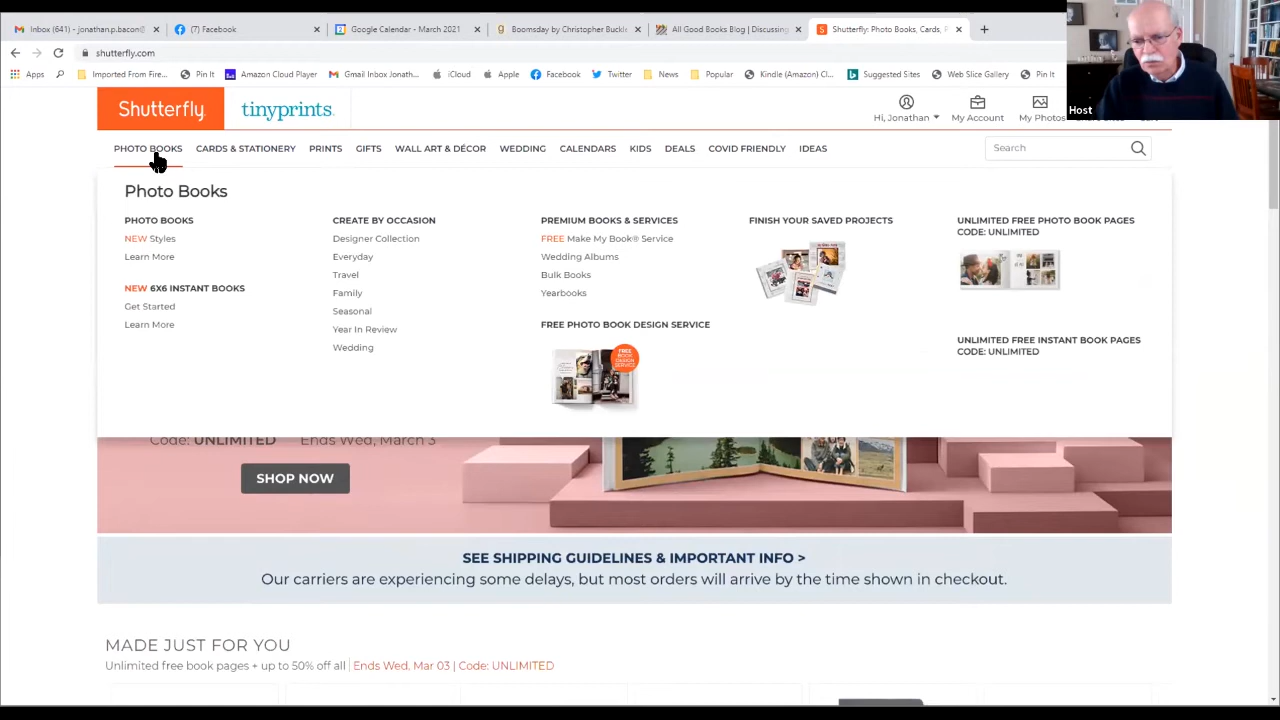 Inbox (641) - jonathan.p.bacon@
(7) Facebook
Google Calendar - March 2021
Boomsday by Christopher Buckle
All Good Books Blog | Discussing
Shutterfly: Photo Books, Cards, P
shutterfly.com
Apps
Imported From Fire...
Pin It
Amazon Cloud Player
Gmail Inbox Jonath...
iCloud
Apple
Facebook
Twitter
News
Popular
Kindle (Amazon) Cl...
Suggested Sites
Web Slice Gallery
Pin It
Host
Shutterfly.
tinyprints.
Hi, Jonathan
My Account
My Photos
PHOTO BOOKS
CARDS & STATIONERY
PRINTS
GIFTS
WALL ART & DÉCOR
WEDDING
CALENDARS
KIDS
DEALS
COVID FRIENDLY
IDEAS
Search
Photo Books
PHOTO BOOKS
NEW Styles
Learn More
NEW 6X6 INSTANT BOOKS
Get Started
Learn More
CREATE BY OCCASION
Designer Collection
Everyday
Travel
Family
Seasonal
Year In Review
Wedding
PREMIUM BOOKS & SERVICES
FREE Make My Book® Service
Wedding Albums
Bulk Books
Yearbooks
FREE PHOTO BOOK DESIGN SERVICE
FREE
BOOK
DESIGN
SERVICE
FINISH YOUR SAVED PROJECTS
UNLIMITED FREE PHOTO BOOK PAGES
CODE: UNLIMITED
UNLIMITED FREE INSTANT BOOK PAGES
CODE: UNLIMITED
Code: UNLIMITED
Ends Wed, March 3
SHOP NOW
SEE SHIPPING GUIDELINES & IMPORTANT INFO >
Our carriers are experiencing some delays, but most orders will arrive by the time shown in checkout.
MADE JUST FOR YOU
Unlimited free book pages + up to 50% off all | Ends Wed, Mar 03 | Code: UNLIMITED